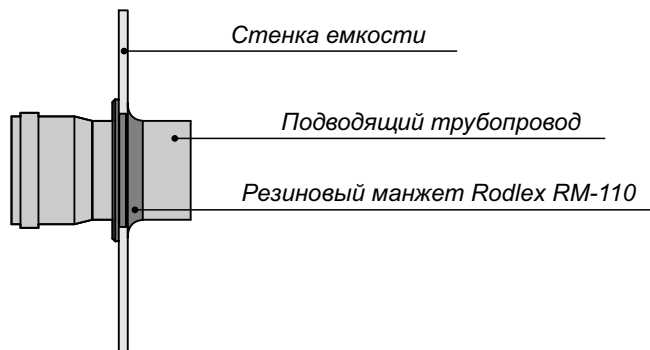 Стенка емкости
Подводящий трубопровод
Резиновый манжет Rodlex RM-110